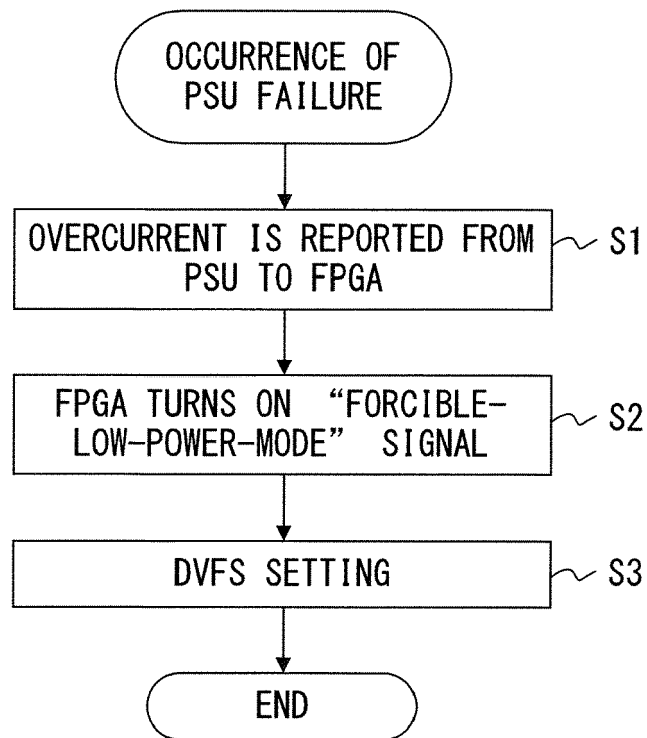 OCCURRENCE OF
PSU FAILURE
OVERCURRENT IS REPORTED FROM
PSU TO FPGA
S1
FPGA TURNS ON “FORCIBLE-
LOW-POWER-MODE” SIGNAL
S2
DVFS SETTING
S3
END